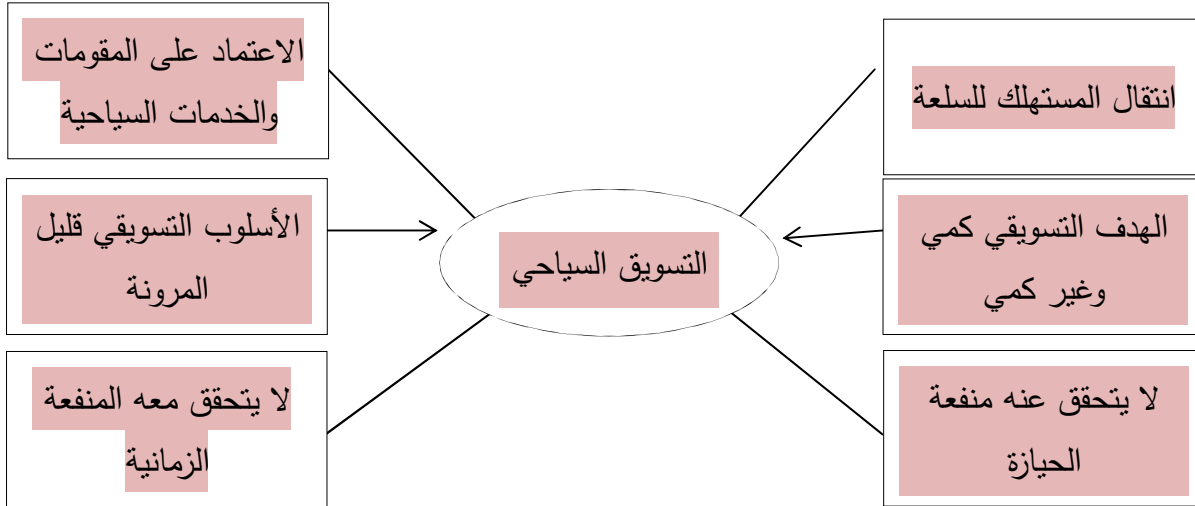 انتقال المستهلك للسلعة
الهدف التسويقي كمي
وغير كمي
لا يتحقق عنه منفعة
الحيازة
التسويق السياحي
الاعتماد على المقومات
والخدمات السياحية
الأسلوب التسويقي قليل
المرونة
لا يتحقق معه المنفعة
الزمانية